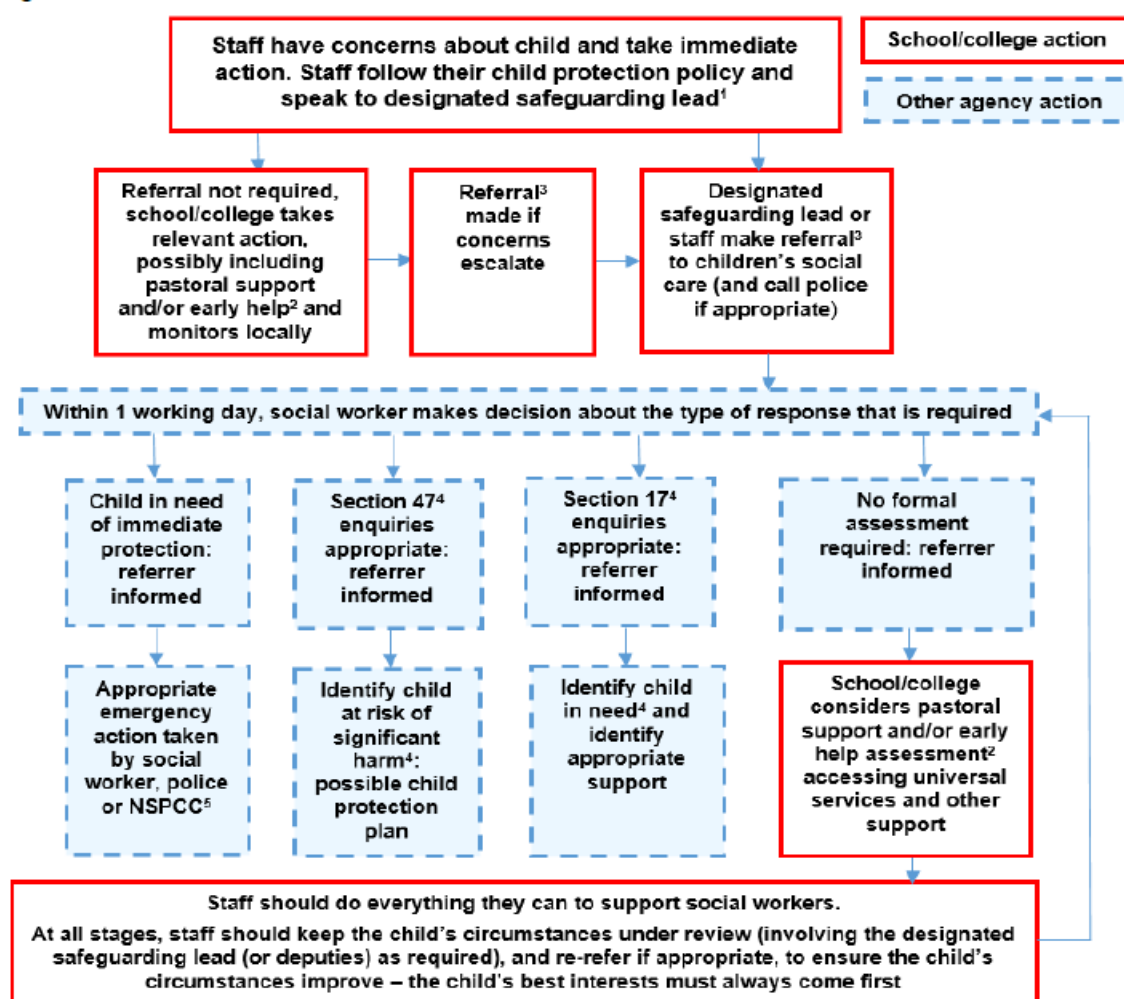 Staff have concerns about child and take immediate
action. Staff follow their child protection policy and
speak to designated safeguarding lead¹
School/college action
Other agency action
Referral not required,
school/college takes
relevant action,
possibly including
pastoral support
and/or early help² and
monitors locally
Referral³
made if
concerns
escalate
Designated
safeguarding lead or
staff make referral³
to children's social
care (and call police
if appropriate)
Within 1 working day, social worker makes decision about the type of response that is required
Child in need
of immediate
protection:
referrer
informed
Section 47⁴
enquiries
appropriate:
referrer
informed
Section 17⁴
enquiries
appropriate:
referrer
informed
No formal
assessment
required: referrer
informed
Appropriate
emergency
action taken
by social
worker, police
or NSPCC⁵
Identify child
at risk of
significant
harm⁴:
possible child
protection
plan
Identify child
in need⁴ and
identify
appropriate
support
School/college
considers pastoral
support and/or early
help assessment²
accessing universal
services and other
support
Staff should do everything they can to support social workers.
At all stages, staff should keep the child's circumstances under review (involving the designated
safeguarding lead (or deputies) as required), and re-refer if appropriate, to ensure the child's
circumstances improve – the child's best interests must always come first